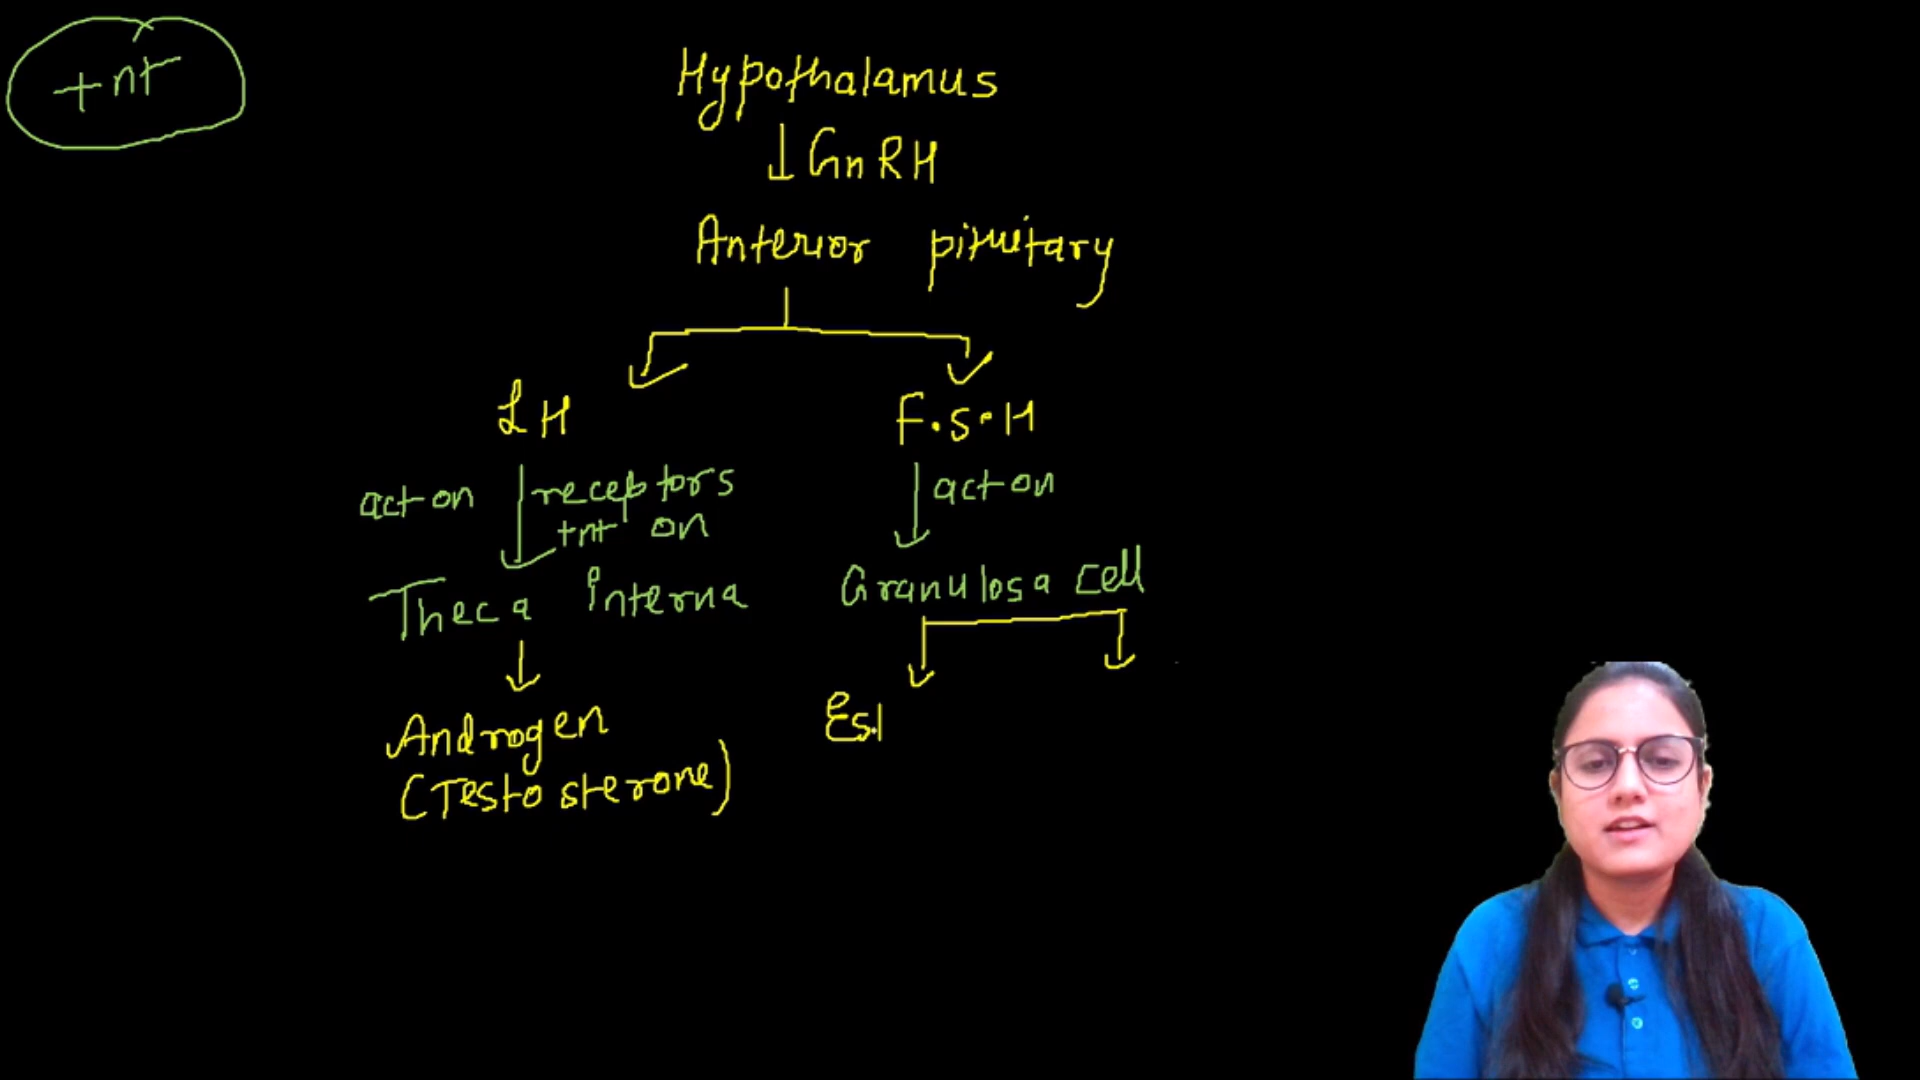 +nt
Hypothalamus
GnRH
Anterior pituitary
LH F.S.H
act on receptors act on
tnt on
Theca interna Granulosa cell
Androgen Es
(Testosterone)